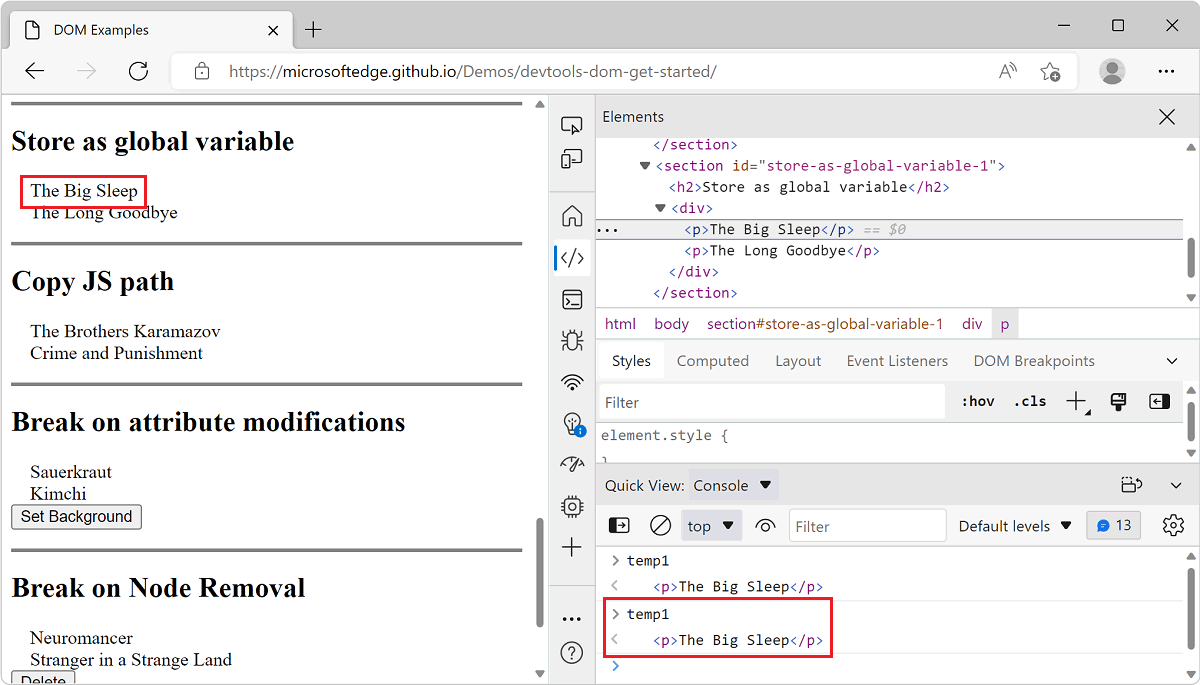 DOM Examples
https://microsoftedge.github.io/Demos/devtools-dom-get-started/
Store as global variable
The Big Sleep
The Long Goodbye
Copy JS path
The Brothers Karamazov
Crime and Punishment
Break on attribute modifications
Sauerkraut
Kimchi
Set Background
Break on Node Removal
Neuromancer
Stranger in a Strange Land
Delete
Elements
</section>
<section id="store-as-global-variable-1">
<h2>Store as global variable</h2>
<div>
<p>The Big Sleep</p> == $0
<p>The Long Goodbye</p>
</div>
</section>
html body section#store-as-global-variable-1 div p
Styles Computed Layout Event Listeners DOM Breakpoints
Filter :hov .cls
element.style {
}
Quick View: Console
top Filter Default levels 13
> temp1
<p>The Big Sleep</p>
> temp1
<p>The Big Sleep</p>
>